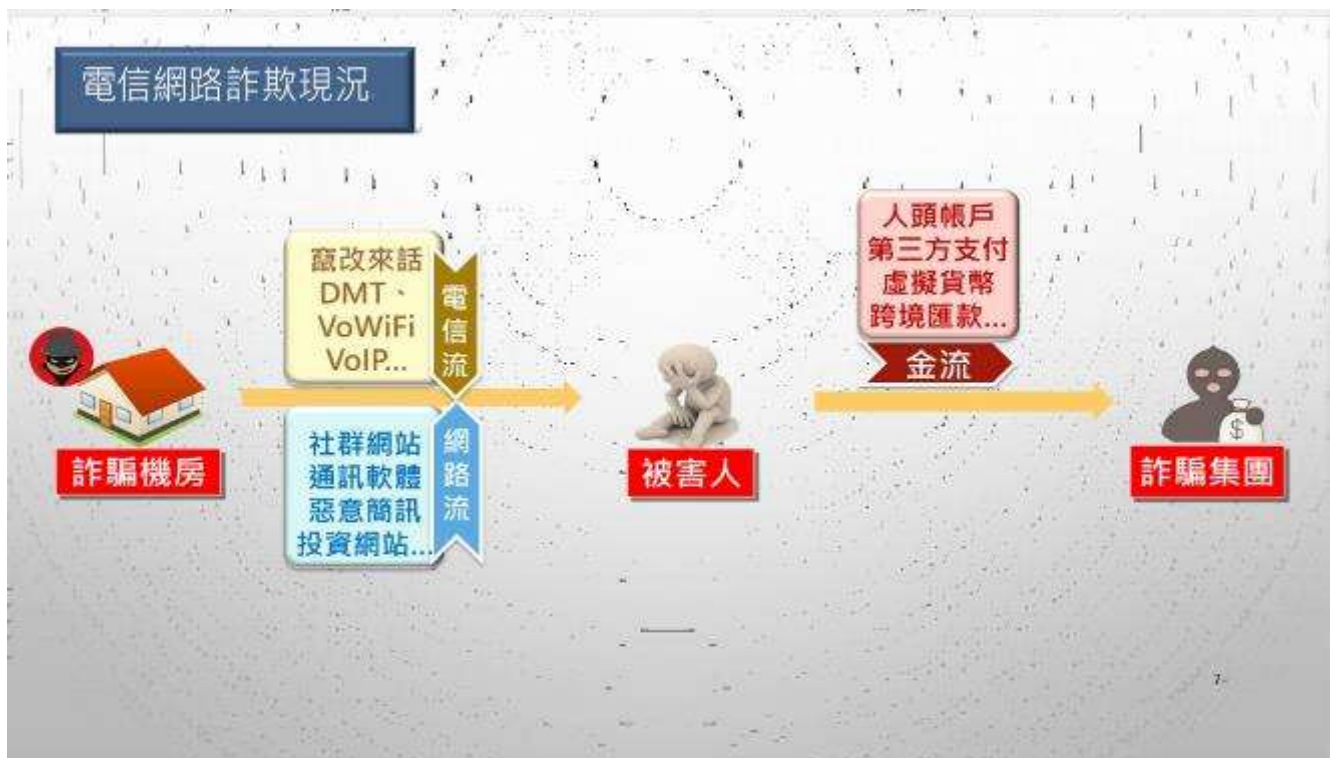 電信網路詐欺現況
竄改來話
DMT、
VoWiFi
VoIP...
電信流
社群網站
通訊軟體
惡意簡訊
投資網站...
網路流
詐騙機房
被害人
人頭帳戶
第三方支付
虛擬貨幣
跨境匯款...
金流
$
詐騙集團
7